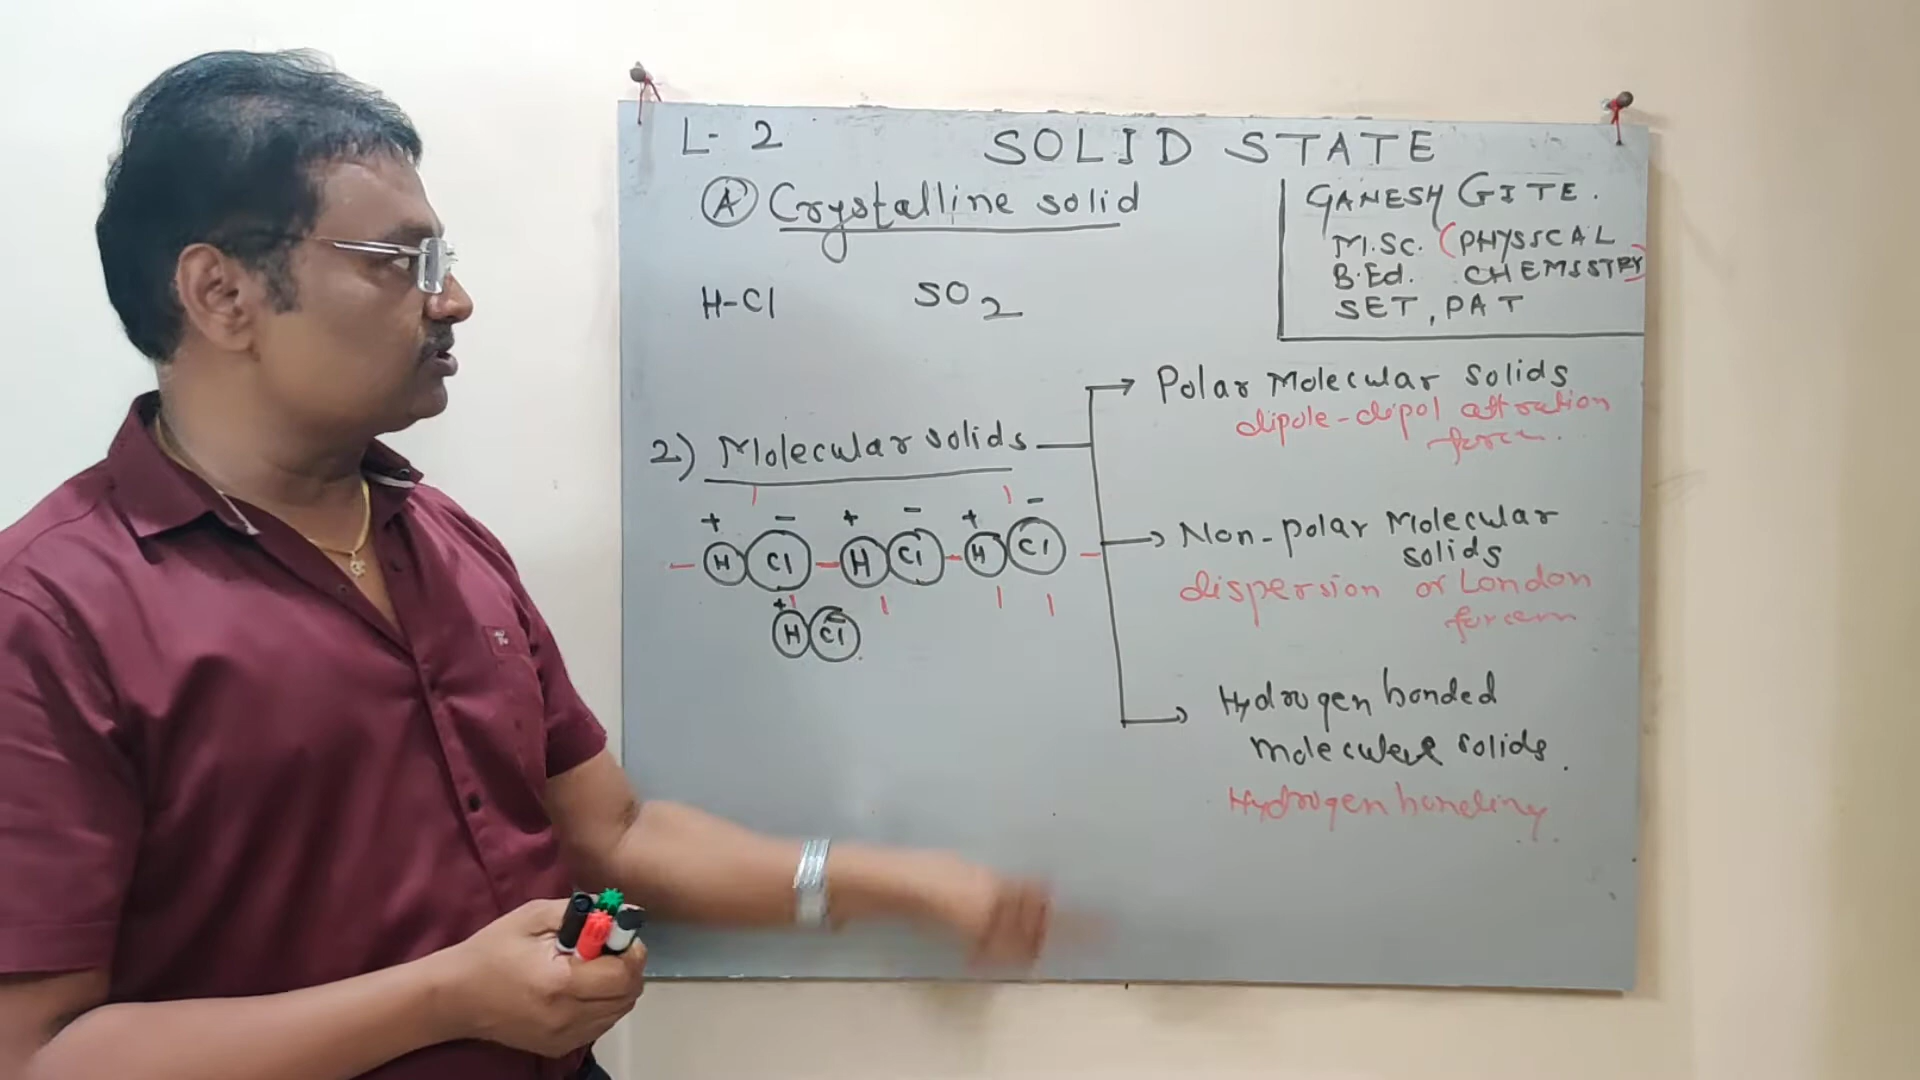 L- 2
SOLID STATE
A Crystalline solid
GANESH GITE.
M.Sc. (PHYSICAL
B.Ed. CHEMISTRY)
SET, PAT
H-Cl
SO2
2) Molecular solids
Polar Molecular solids
dipole-dipol attration
force.
+ - + - + -
- H Cl - H Cl - H Cl -
+ -
H Cl
Non-polar Molecular
solids
dispersion or London
forcem
Hydrogen bonded
molecular solids.
Hydrogen bonding